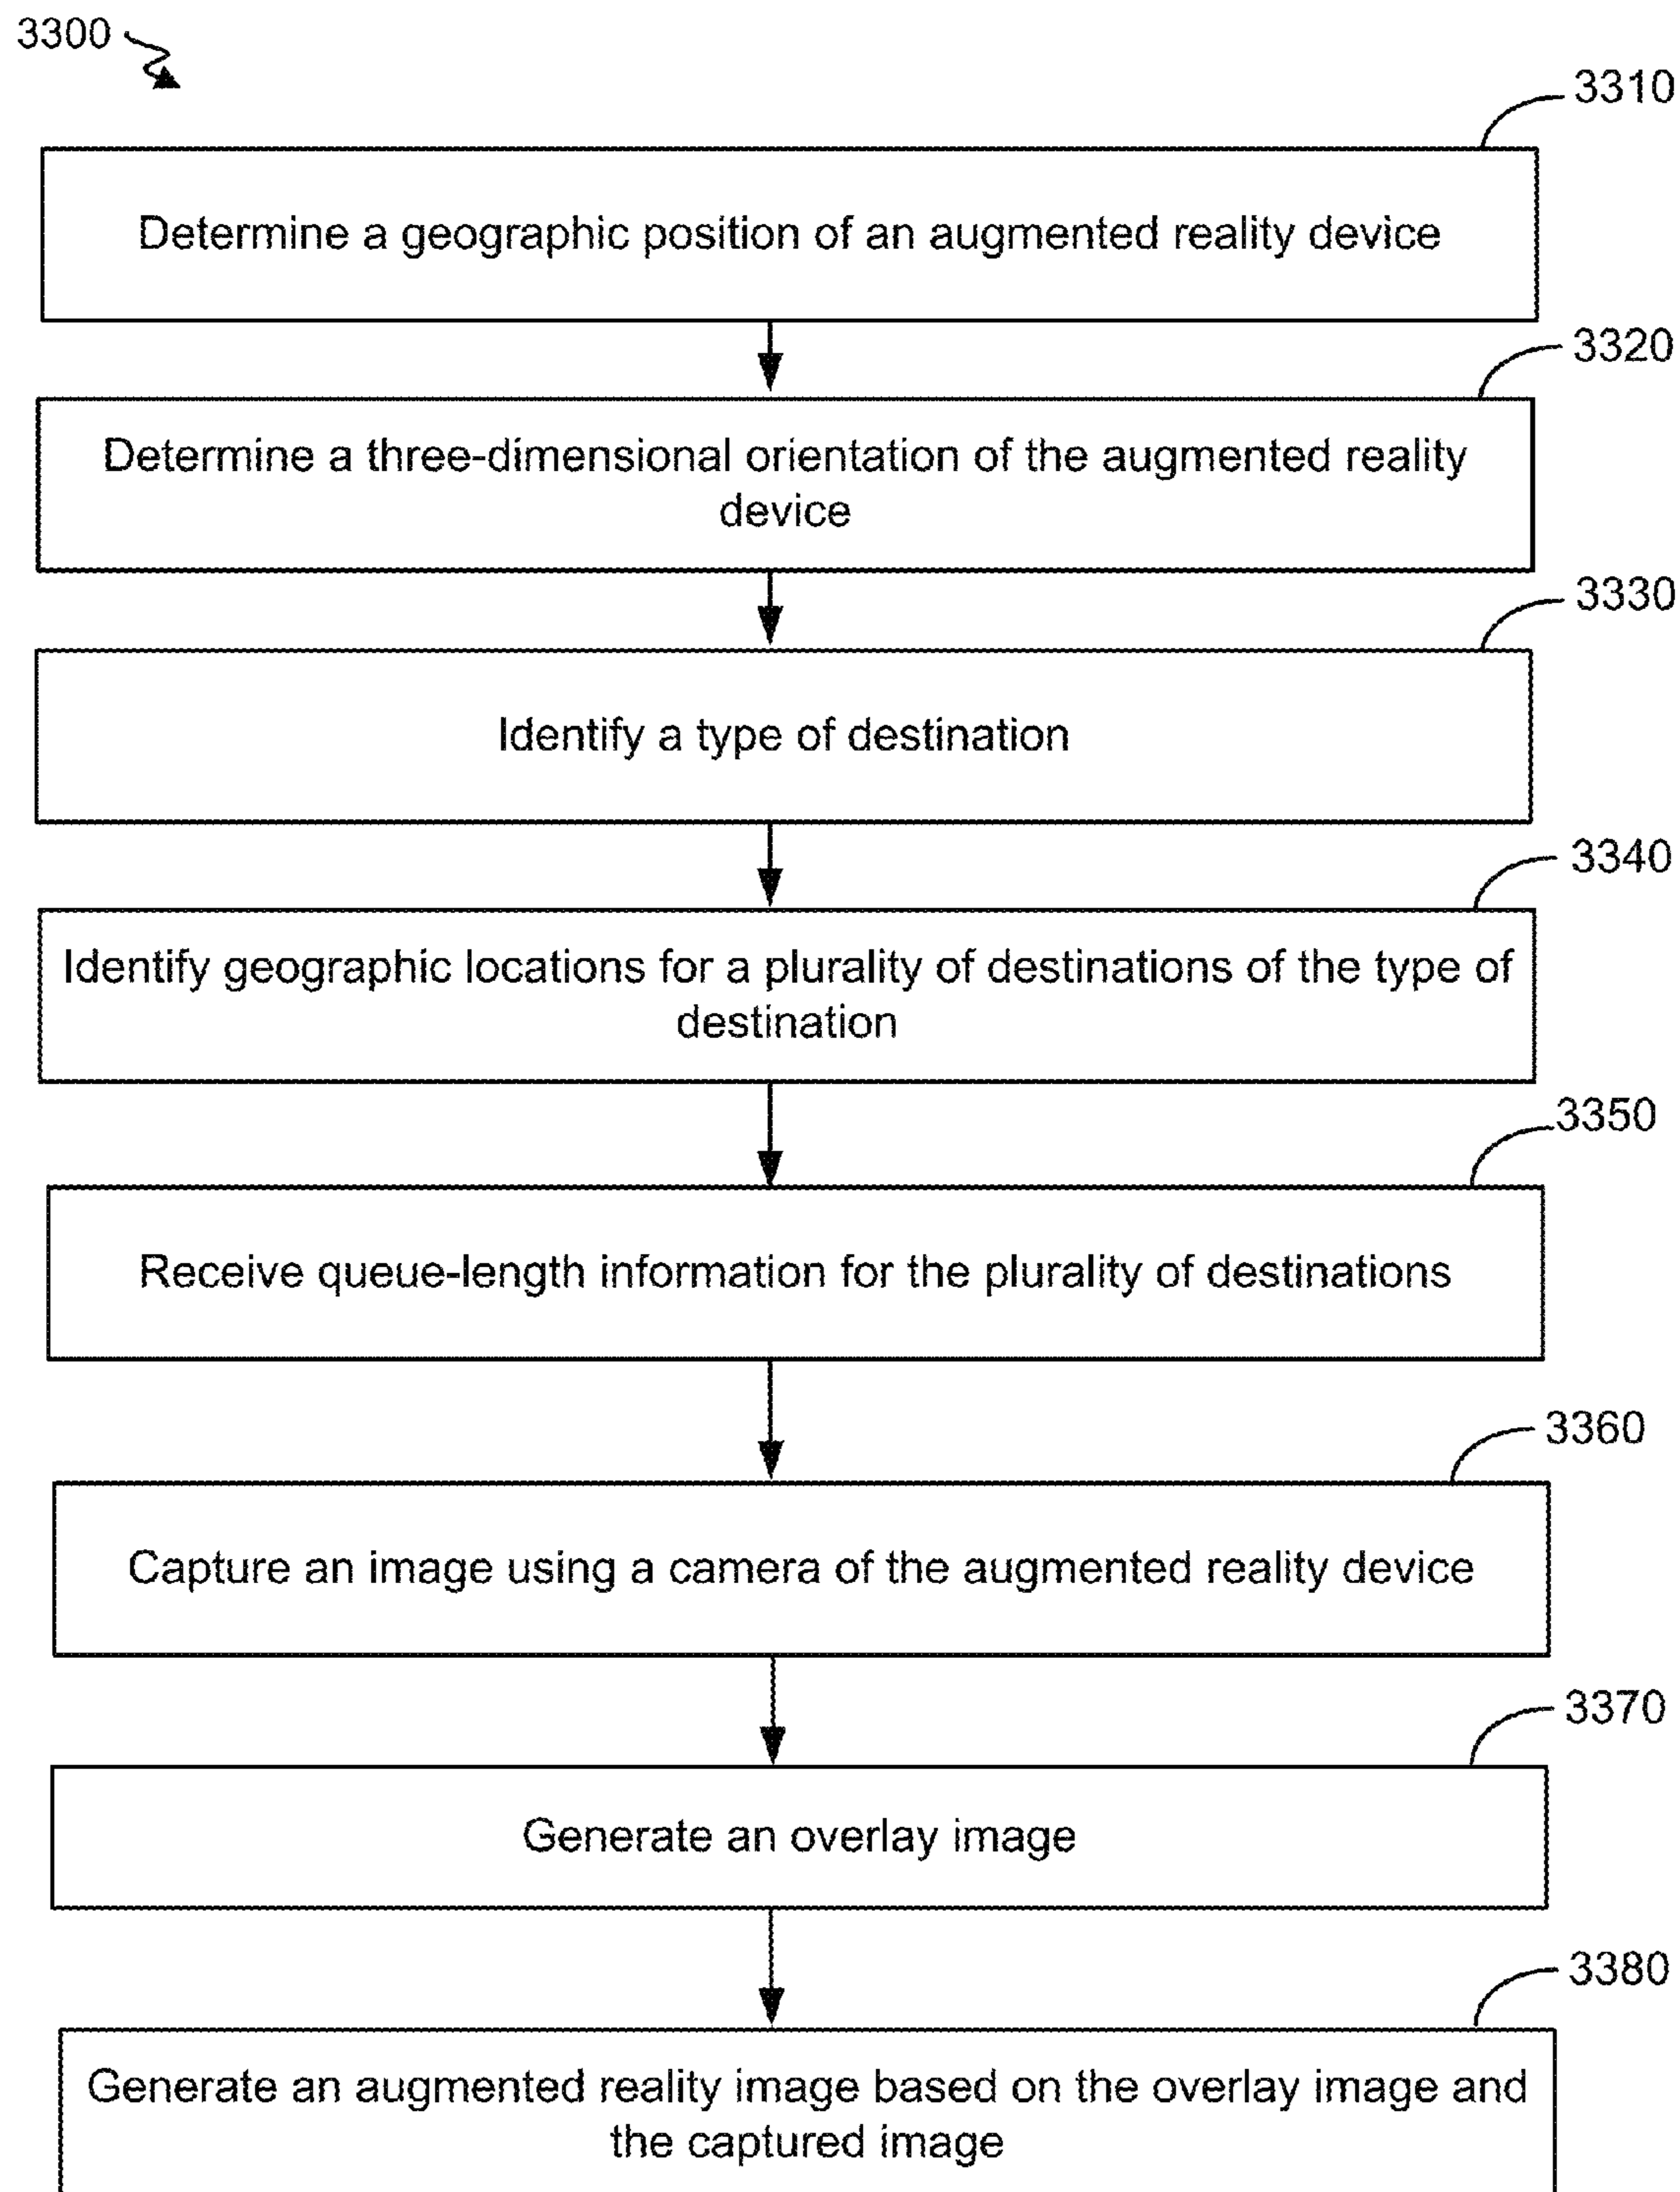 3300
3310
Determine a geographic position of an augmented reality device
3320
Determine a three-dimensional orientation of the augmented reality
device
3330
Identify a type of destination
3340
Identify geographic locations for a plurality of destinations of the type of
destination
3350
Receive queue-length information for the plurality of destinations
3360
Capture an image using a camera of the augmented reality device
3370
Generate an overlay image
3380
Generate an augmented reality image based on the overlay image and
the captured image